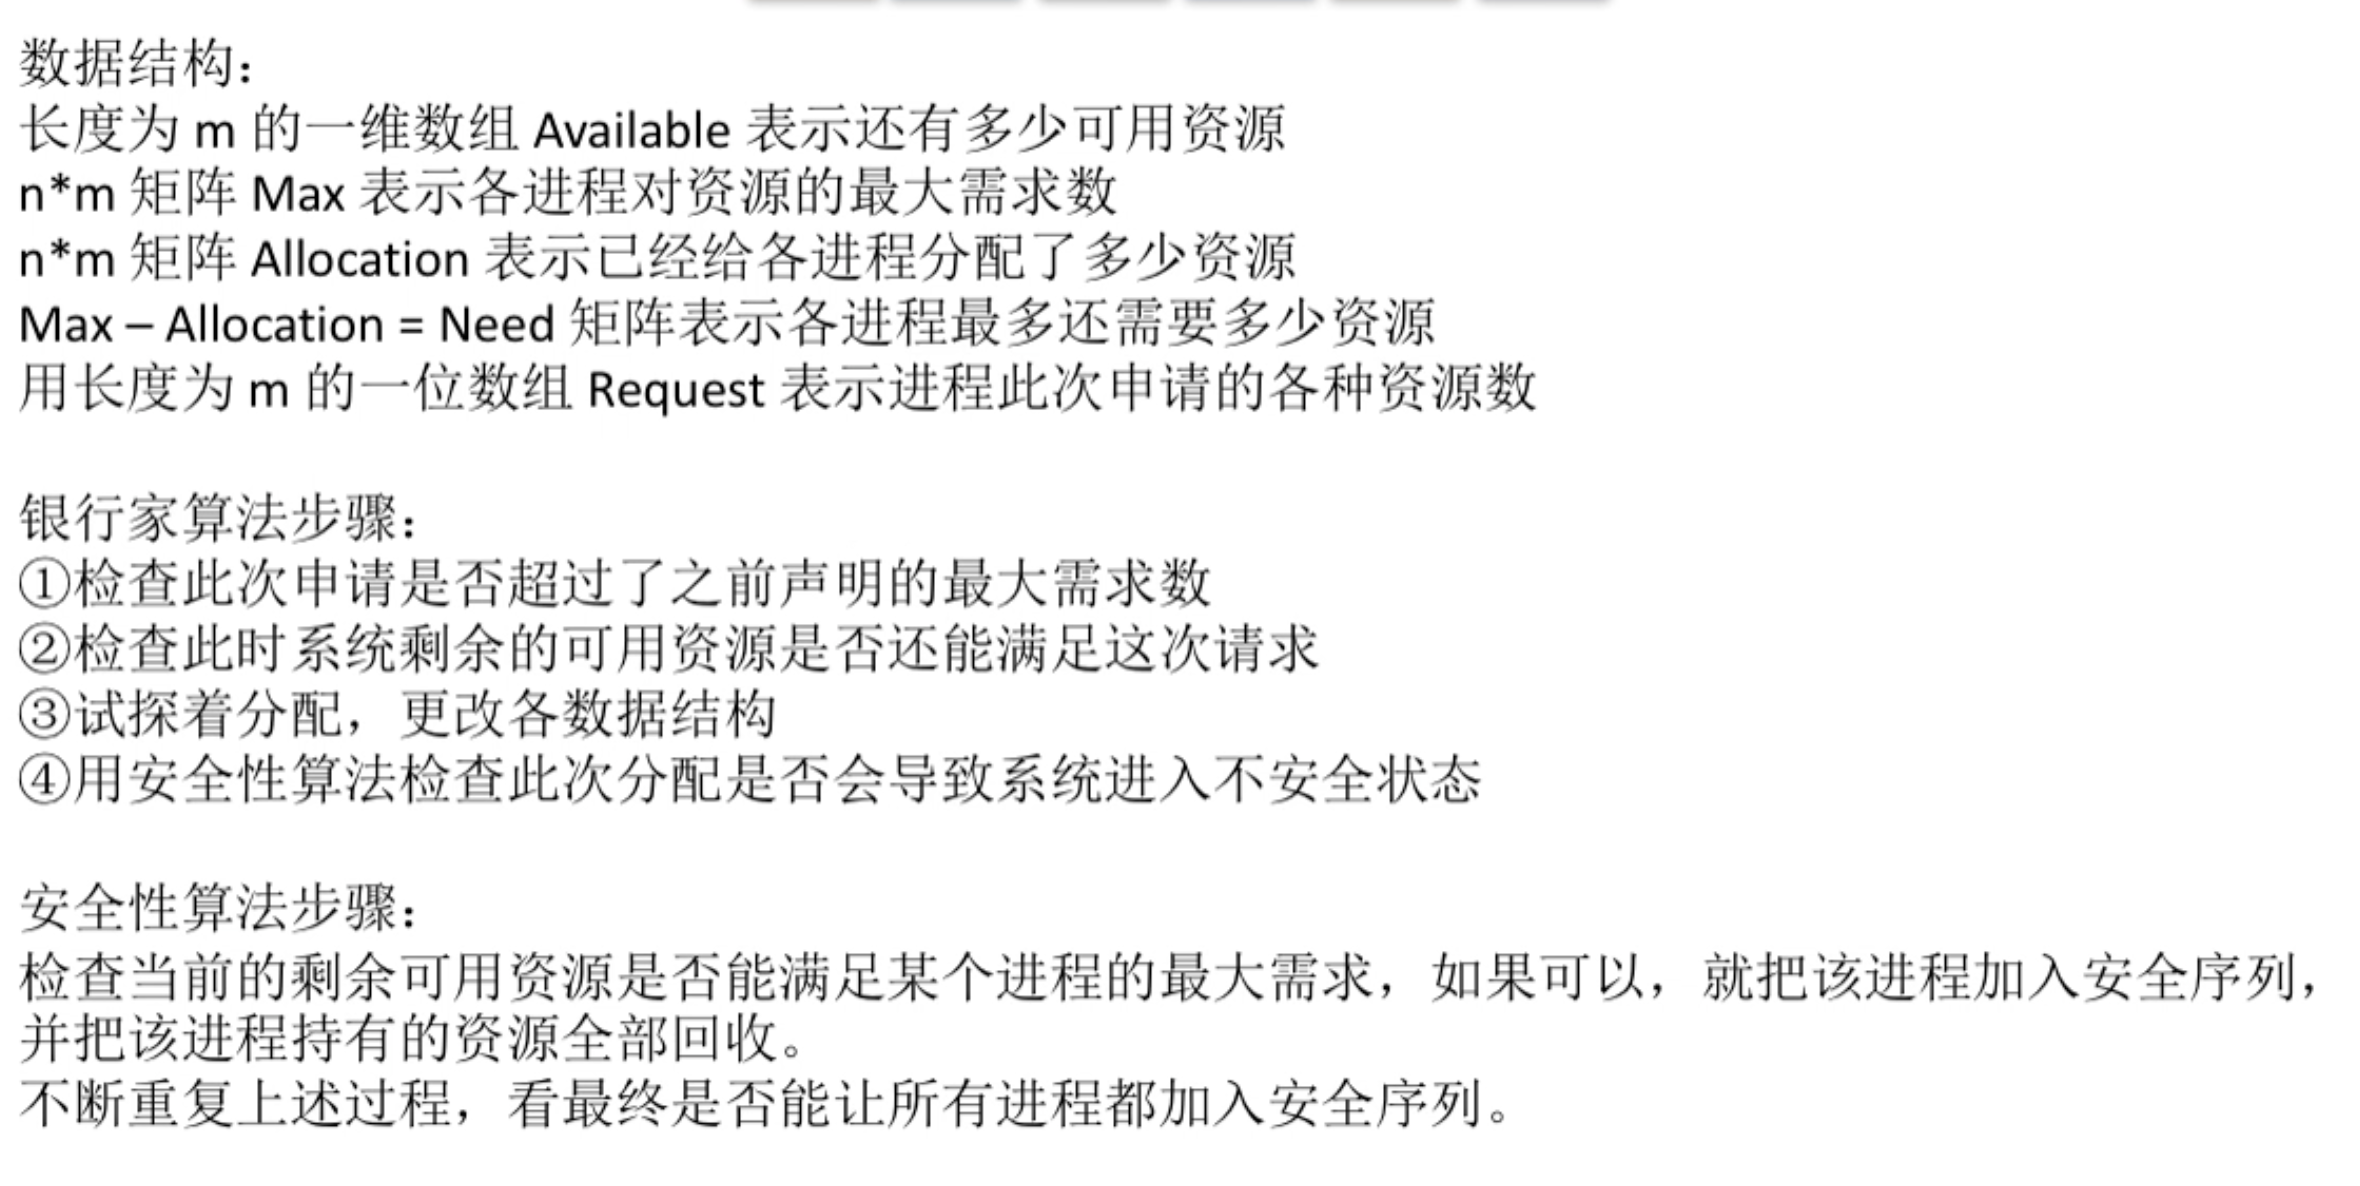 数据结构：
长度为 m 的一维数组 Available 表示还有多少可用资源
n*m 矩阵 Max 表示各进程对资源的最大需求数
n*m 矩阵 Allocation 表示已经给各进程分配了多少资源
Max – Allocation = Need 矩阵表示各进程最多还需要多少资源
用长度为 m 的一位数组 Request 表示进程此次申请的各种资源数
银行家算法步骤：
①检查此次申请是否超过了之前声明的最大需求数
②检查此时系统剩余的可用资源是否还能满足这次请求
③试探着分配，更改各数据结构
④用安全性算法检查此次分配是否会导致系统进入不安全状态
安全性算法步骤：
检查当前的剩余可用资源是否能满足某个进程的最大需求，如果可以，就把该进程加入安全序列，
并把该进程持有的资源全部回收。
不断重复上述过程，看最终是否能让所有进程都加入安全序列。